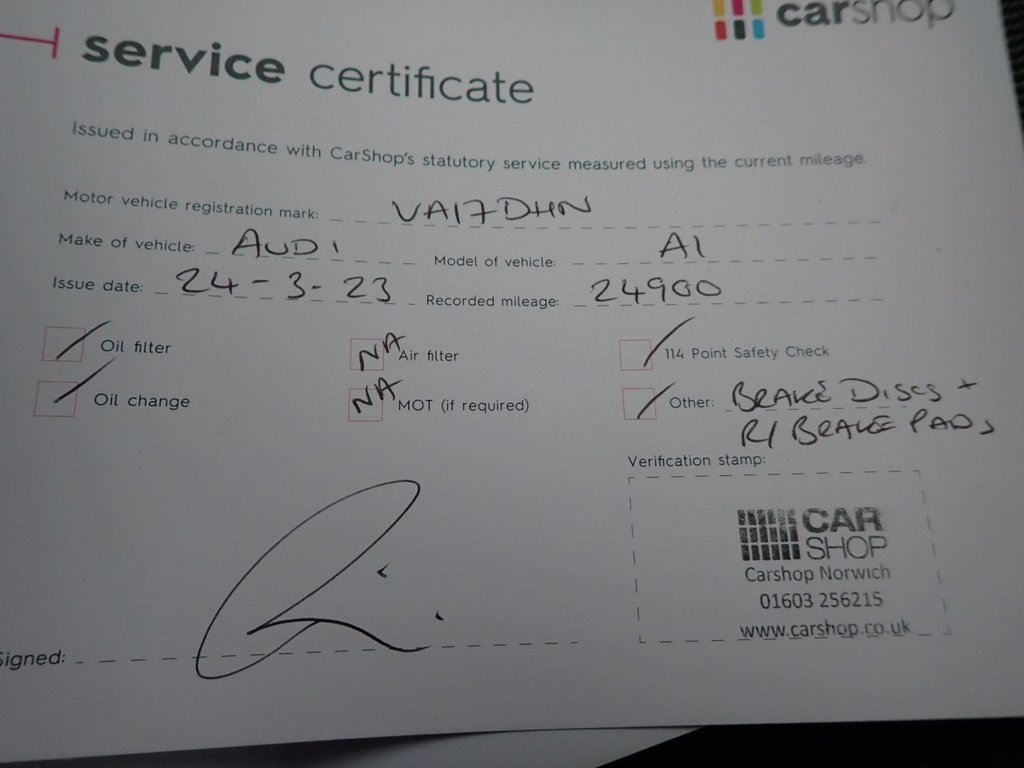 carshop
service certificate
Issued in accordance with CarShop's statutory service measured using the current mileage.
Motor vehicle registration mark: VA17DHN
Make of vehicle: AUDI Model of vehicle: A1
Issue date: 24-3-23 Recorded mileage: 24900
Oil filter NA Air filter 114 Point Safety Check
Oil change NA MOT (if required) Other: BRAKE DISCS +
R/ BRAKE PADS
Verification stamp:
CAR
SHOP
Carshop Norwich
01603 256215
www.carshop.co.uk
Signed: